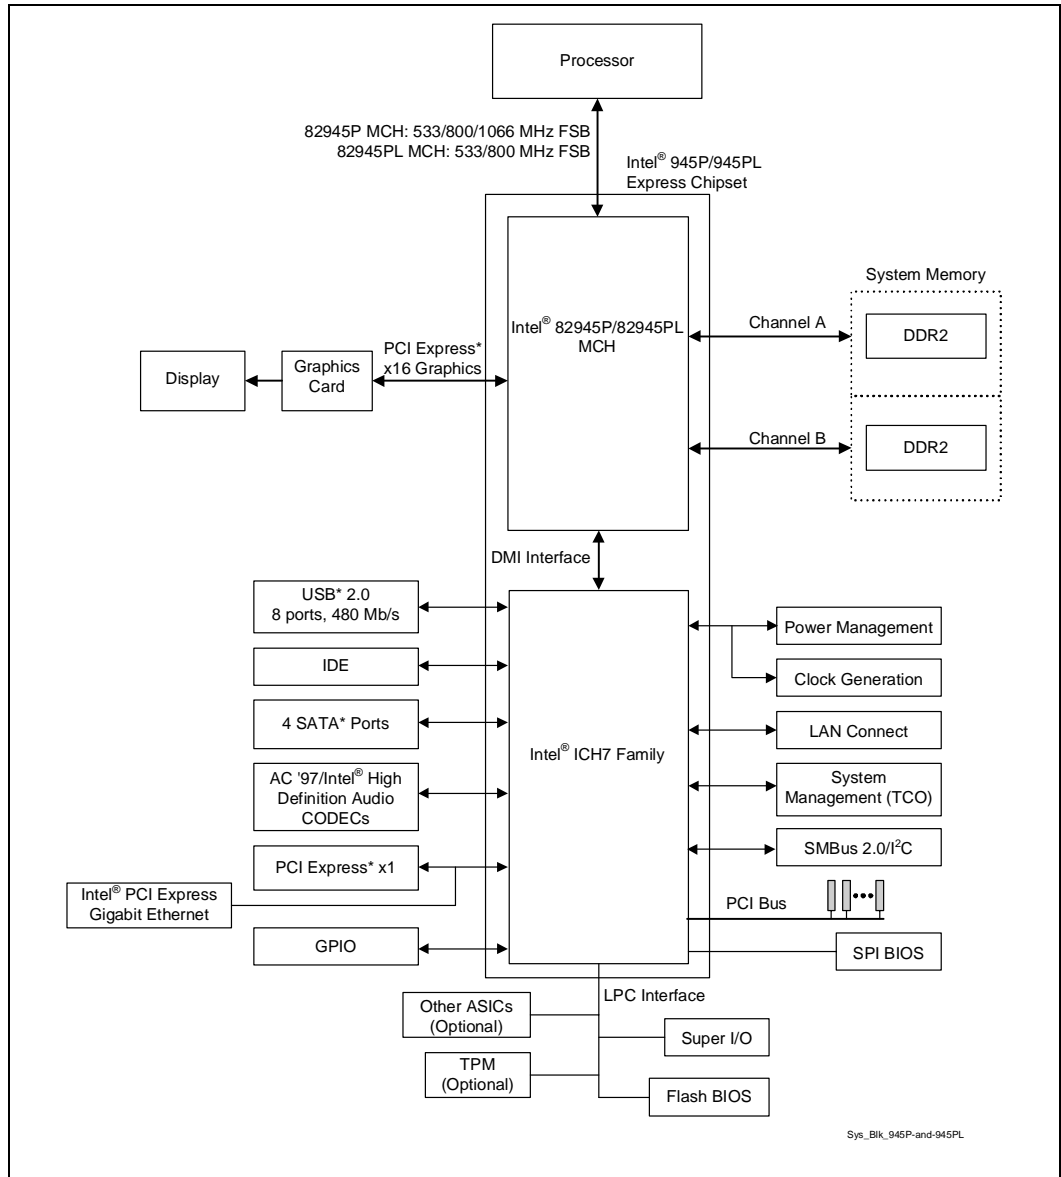 Processor
82945P MCH: 533/800/1066 MHz FSB
82945PL MCH: 533/800 MHz FSB
Intel® 945P/945PL
Express Chipset
System Memory
Intel® 82945P/82945PL
MCH
Channel A
DDR2
PCI Express*
x16 Graphics
Display
Graphics
Card
Channel B
DDR2
DMI Interface
USB* 2.0
8 ports, 480 Mb/s
Power Management
IDE
Clock Generation
4 SATA* Ports
LAN Connect
Intel® ICH7 Family
AC '97/Intel® High
Definition Audio
CODECs
System
Management (TCO)
PCI Express* x1
SMBus 2.0/I²C
Intel® PCI Express
Gigabit Ethernet
PCI Bus
GPIO
SPI BIOS
LPC Interface
Other ASICs
(Optional)
Super I/O
TPM
(Optional)
Flash BIOS
Sys_Blk_945P-and-945PL